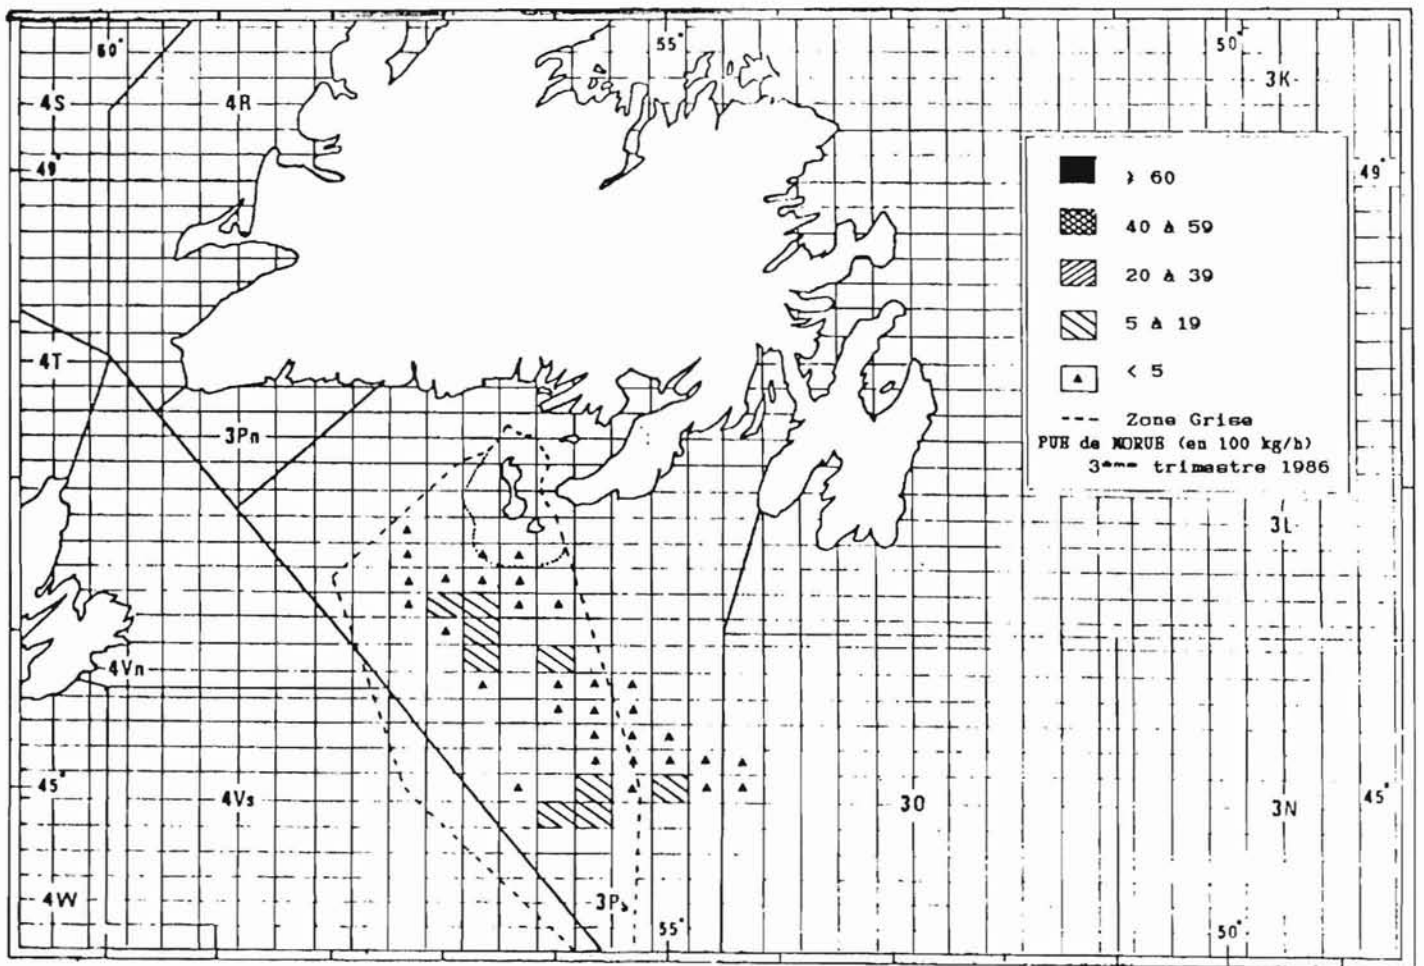 60°
55°
50°
4S
4R
3K
49°
49°
⩾ 60
40 à 59
20 à 39
5 à 19
< 5
--- Zone Grise
PUE de MORUE (en 100 kg/h)
3ème trimestre 1986
4T
3Pn
3L
4Vn
45°
4Vs
3O
3N
45°
4W
3Ps
55°
50°